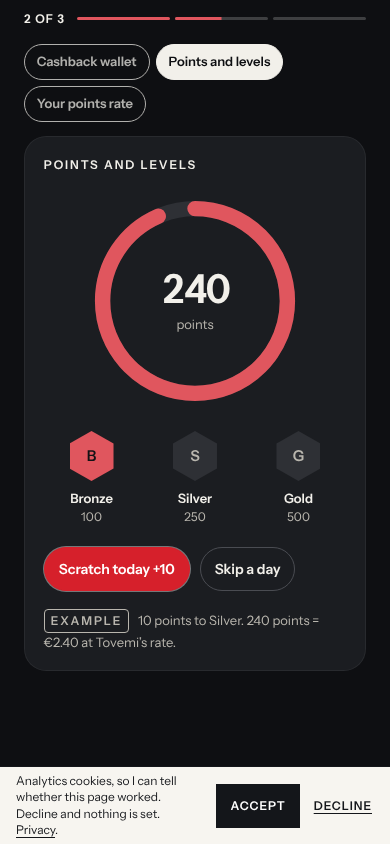 2 OF 3
Cashback wallet
Points and levels
Your points rate
POINTS AND LEVELS
240
points
B
S
G
Bronze
Silver
Gold
100
250
500
Scratch today +10
Skip a day
EXAMPLE 10 points to Silver. 240 points =
€2.40 at Tovemi's rate.
Analytics cookies, so I can tell
whether this page worked.
Decline and nothing is set.
Privacy.
ACCEPT
DECLINE